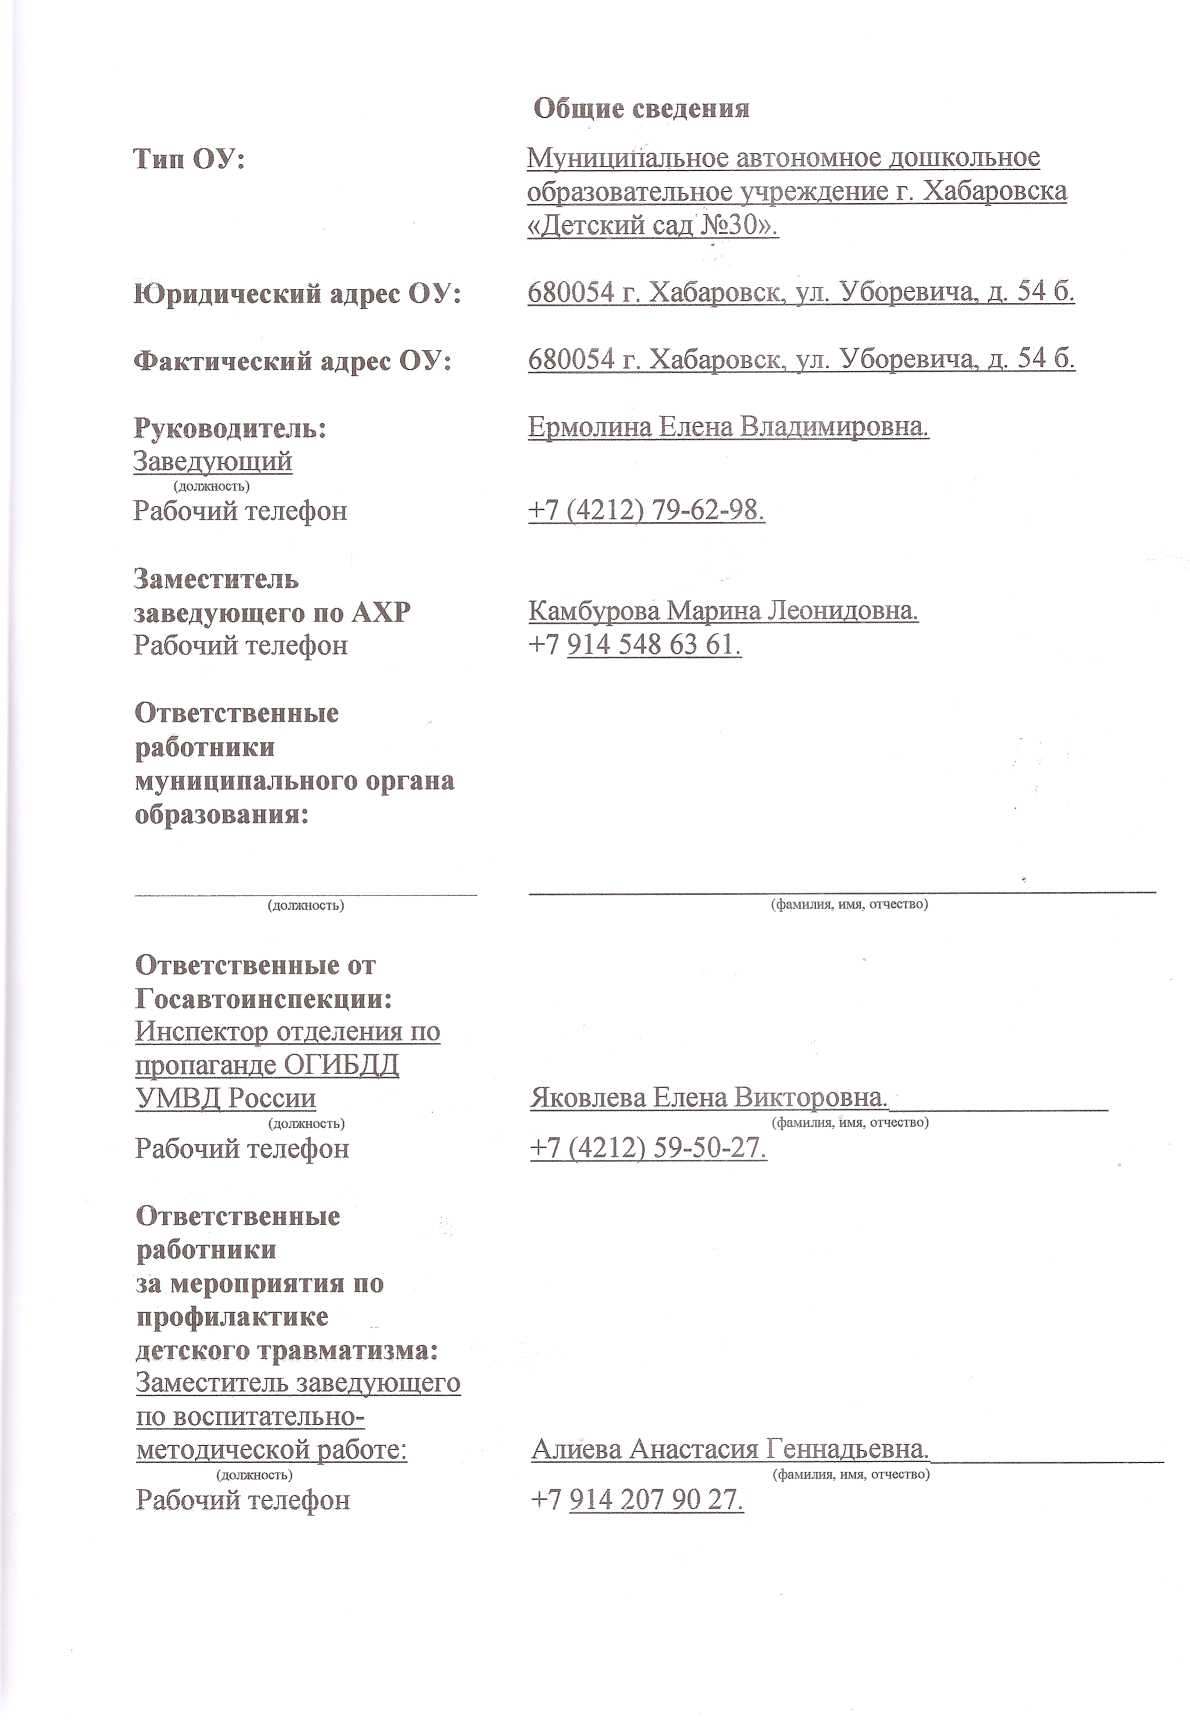 Общие сведения
Тип ОУ: Муниципальное автономное дошкольное
образовательное учреждение г. Хабаровска
«Детский сад №30».
Юридический адрес ОУ: 680054 г. Хабаровск, ул. Уборевича, д. 54 б.
Фактический адрес ОУ: 680054 г. Хабаровск, ул. Уборевича, д. 54 б.
Руководитель: Ермолина Елена Владимировна.
Заведующий
(должность)
Рабочий телефон +7 (4212) 79-62-98.
Заместитель
заведующего по АХР Камбурова Марина Леонидовна.
Рабочий телефон +7 914 548 63 61.
Ответственные
работники
муниципального органа
образования:
(должность) (фамилия, имя, отчество)
Ответственные от
Госавтоинспекции:
Инспектор отделения по
пропаганде ОГИБДД
УМВД России Яковлева Елена Викторовна.
(должность) (фамилия, имя, отчество)
Рабочий телефон +7 (4212) 59-50-27.
Ответственные
работники
за мероприятия по
профилактике
детского травматизма:
Заместитель заведующего
по воспитательно-
методической работе: Алиева Анастасия Геннадьевна.
(должность) (фамилия, имя, отчество)
Рабочий телефон +7 914 207 90 27.